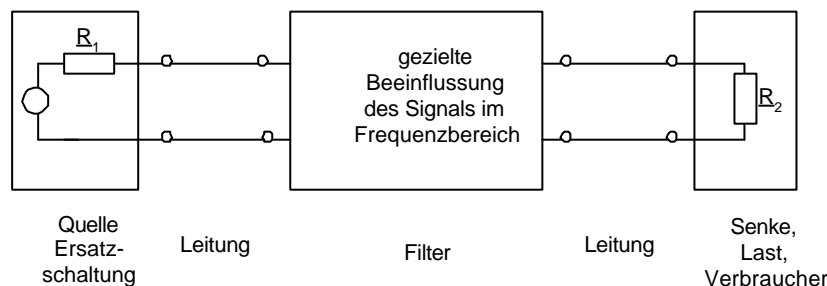 R1
gezielte
Beeinflussung
des Signals im
Frequenzbereich
R2
Quelle
Ersatz-
schaltung
Leitung
Filter
Leitung
Senke,
Last,
Verbraucher